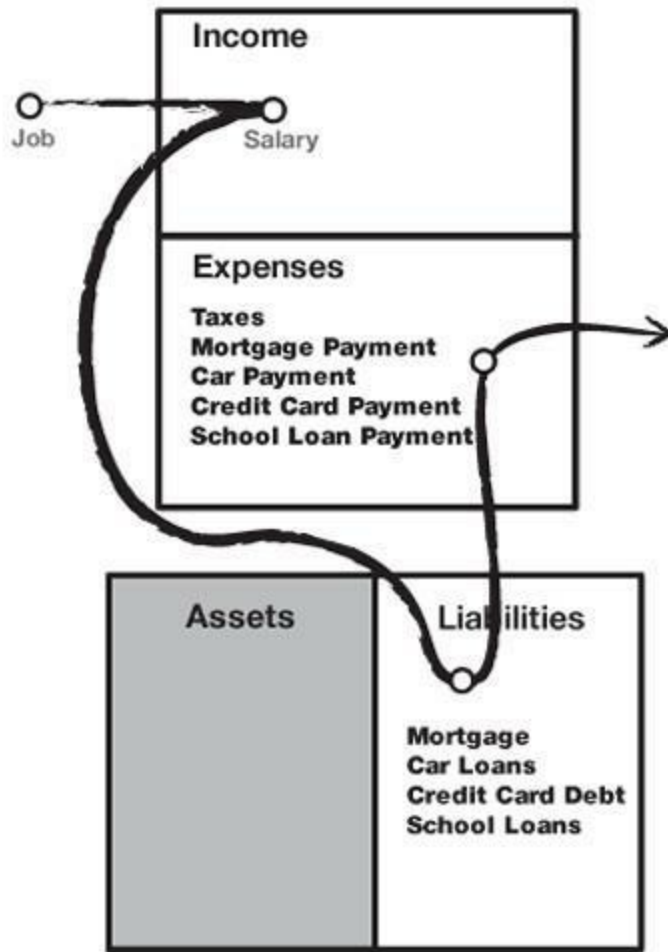 Income
Job
Salary
Expenses
Taxes
Mortgage Payment
Car Payment
Credit Card Payment
School Loan Payment
Assets
Liabilities
Mortgage
Car Loans
Credit Card Debt
School Loans